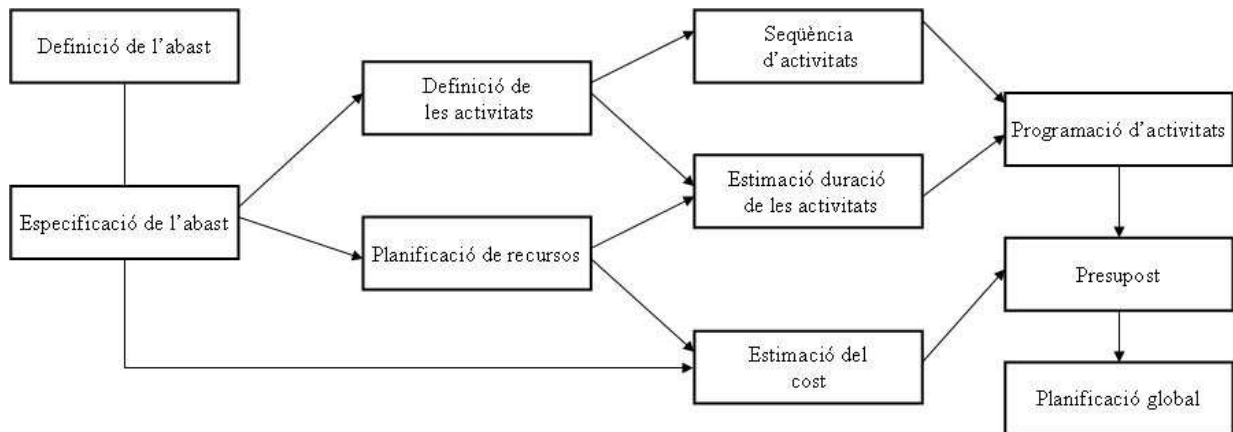 Definició de l'abast
Especificació de l'abast
Definició de
les activitats
Planificació de recursos
Seqüència
d'activitats
Estimació duració
de les activitats
Estimació del
cost
Programació d'activitats
Presupost
Planificació global